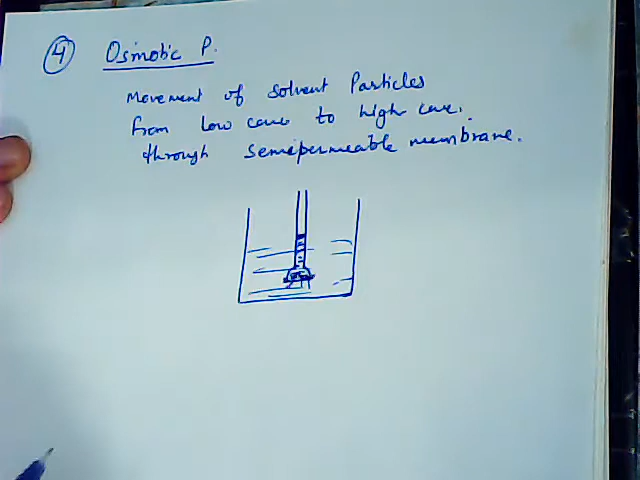 4 Osmotic P.
Movement of Solvent Particles
from low conc to high conc.
through semipermeable membrane.